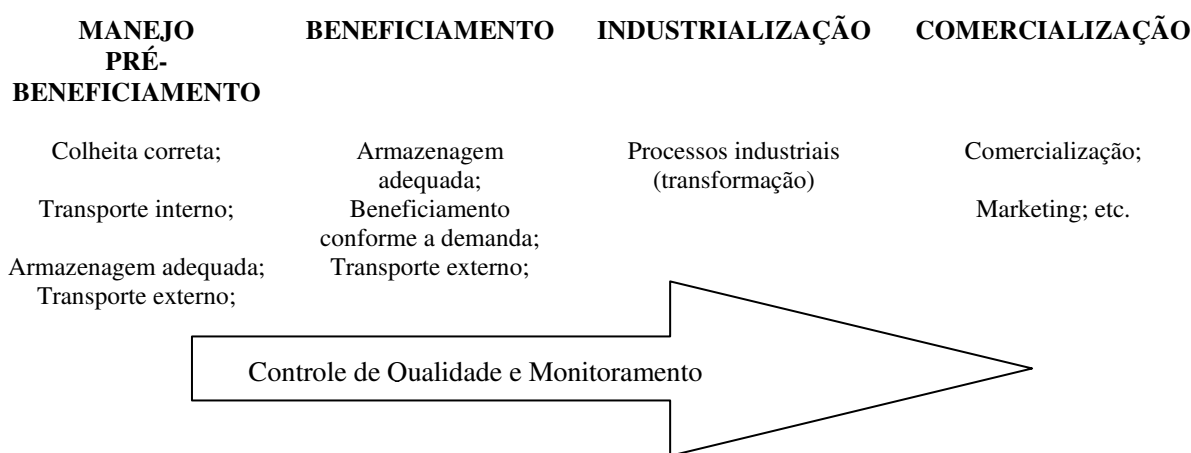 MANEJO
PRÉ-
BENEFICIAMENTO
BENEFICIAMENTO
INDUSTRIALIZAÇÃO
COMERCIALIZAÇÃO
Colheita correta;
Transporte interno;
Armazenagem adequada;
Transporte externo;
Armazenagem
adequada;
Beneficiamento
conforme a demanda;
Transporte externo;
Processos industriais
(transformação)
Comercialização;
Marketing; etc.
Controle de Qualidade e Monitoramento